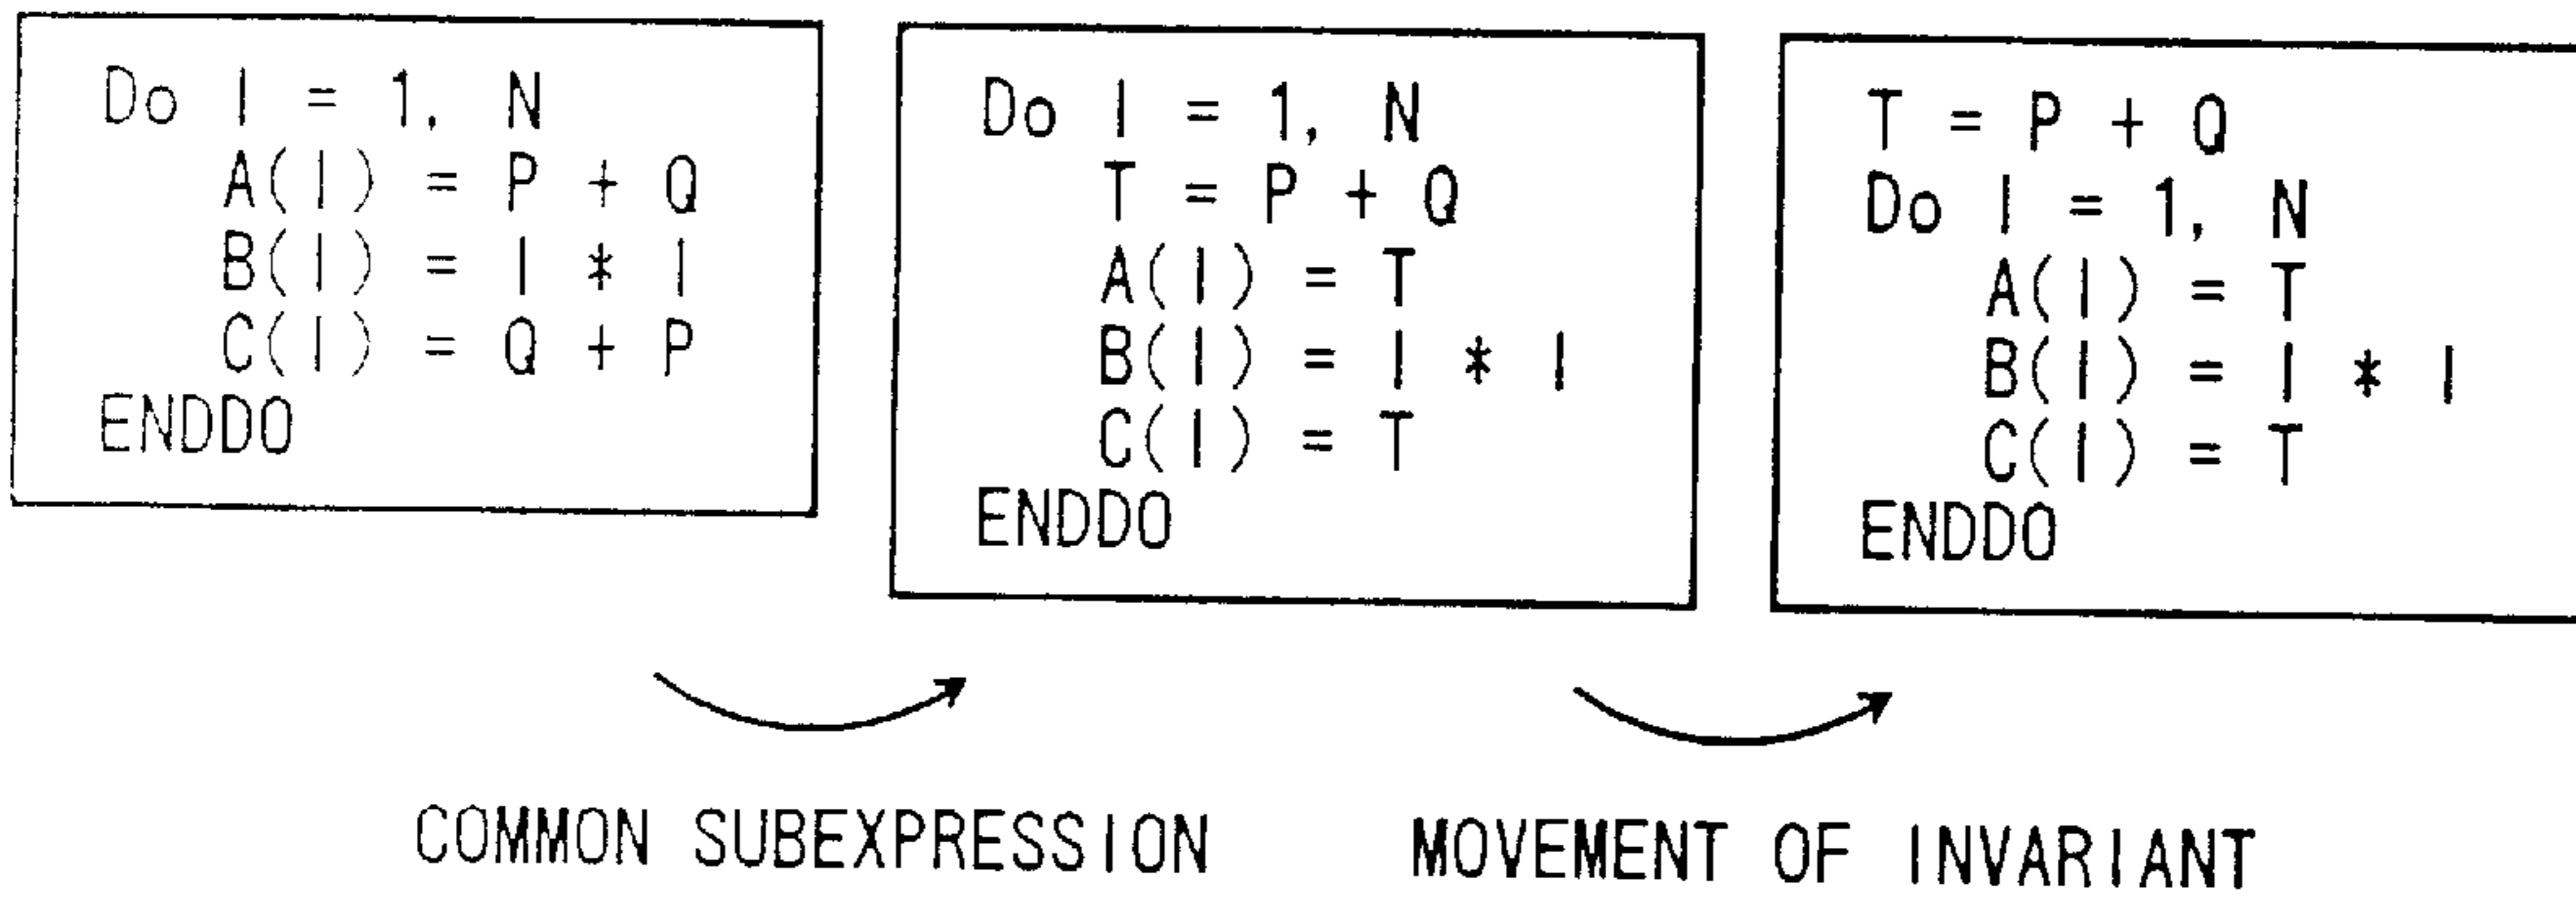 Do I = 1, N
A(I) = P + Q
B(I) = I * I
C(I) = Q + P
ENDDO
Do I = 1, N
T = P + Q
A(I) = T
B(I) = I * I
C(I) = T
ENDDO
T = P + Q
Do I = 1, N
A(I) = T
B(I) = I * I
C(I) = T
ENDDO
COMMON SUBEXPRESSION
MOVEMENT OF INVARIANT